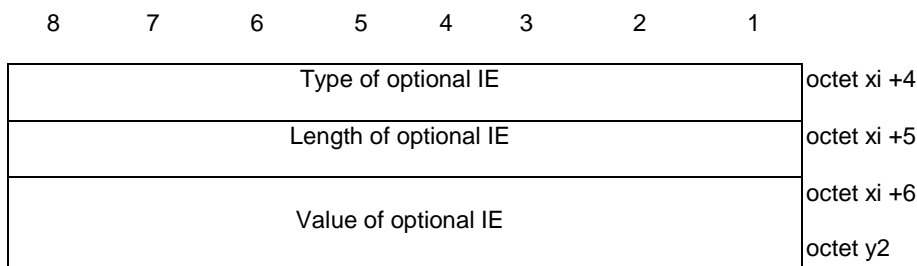 8 7 6 5 4 3 2 1
Type of optional IE octet xi +4
Length of optional IE octet xi +5
octet xi +6
Value of optional IE
octet y2